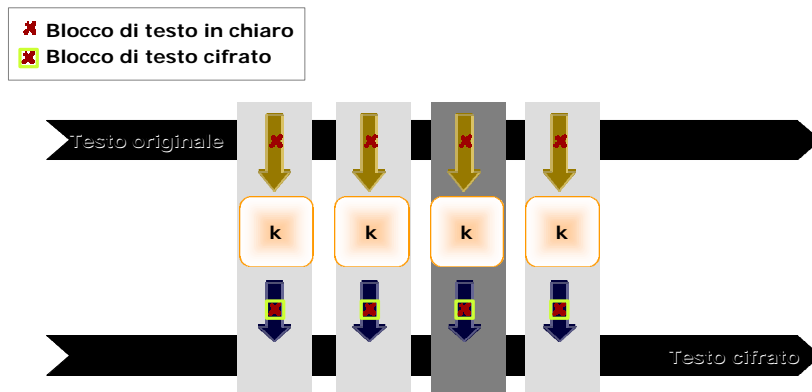 Blocco di testo in chiaro
Blocco di testo cifrato
Testo originale
k k k k
Testo cifrato